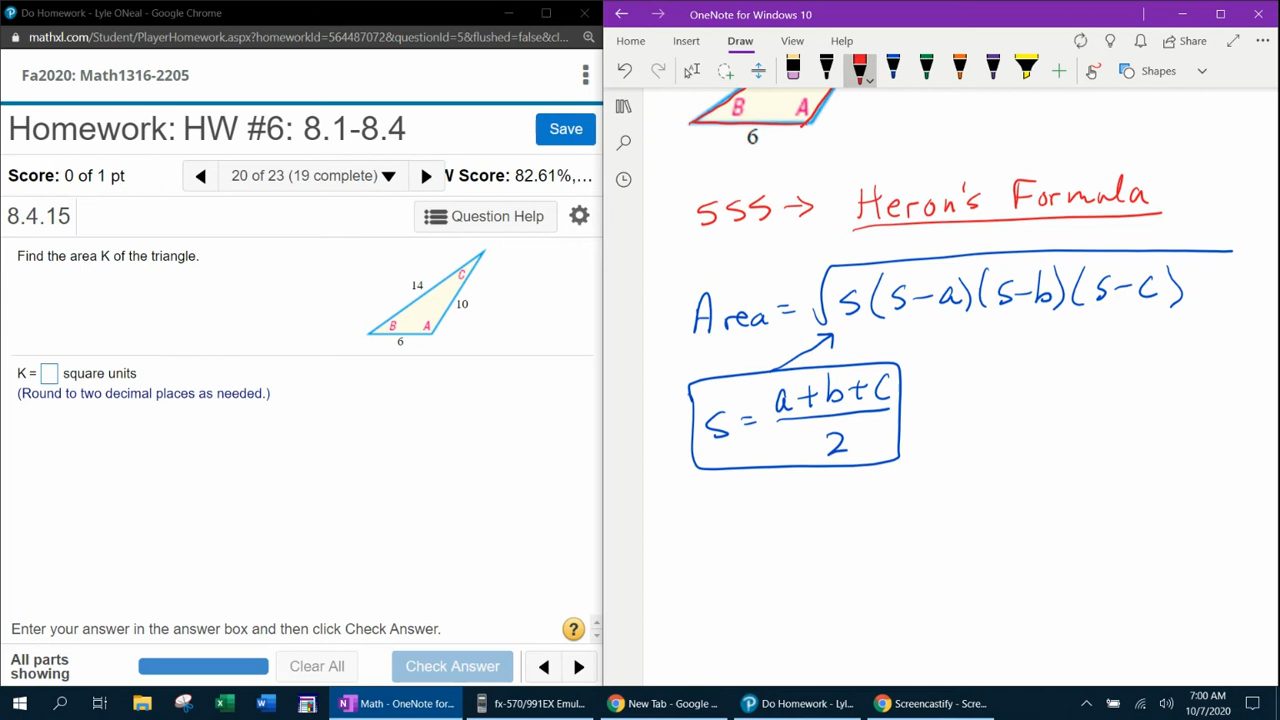 Do Homework - Lyle ONeal - Google Chrome
mathxl.com/Student/PlayerHomework.aspx?homeworkId=564487072&questionId=5&flushed=false&cl...
Fa2020: Math1316-2205
Homework: HW #6: 8.1-8.4
Save
Score: 0 of 1 pt
20 of 23 (19 complete)
W Score: 82.61%,...
8.4.15
Question Help
Find the area K of the triangle.
14
C
10
B
A
6
K = square units
(Round to two decimal places as needed.)
Enter your answer in the answer box and then click Check Answer.
?
All parts
showing
Clear All
Check Answer
OneNote for Windows 10
Home
Insert
Draw
View
Help
Share
Shapes
B
A
6
SSS → Heron's Formula
Area = √s(s-a)(s-b)(s-c)
s = a+b+c
2
Math - OneNote for...
fx-570/991EX Emul...
New Tab - Google ...
Do Homework - Lyl...
Screencastify - Scre...
7:00 AM
10/7/2020